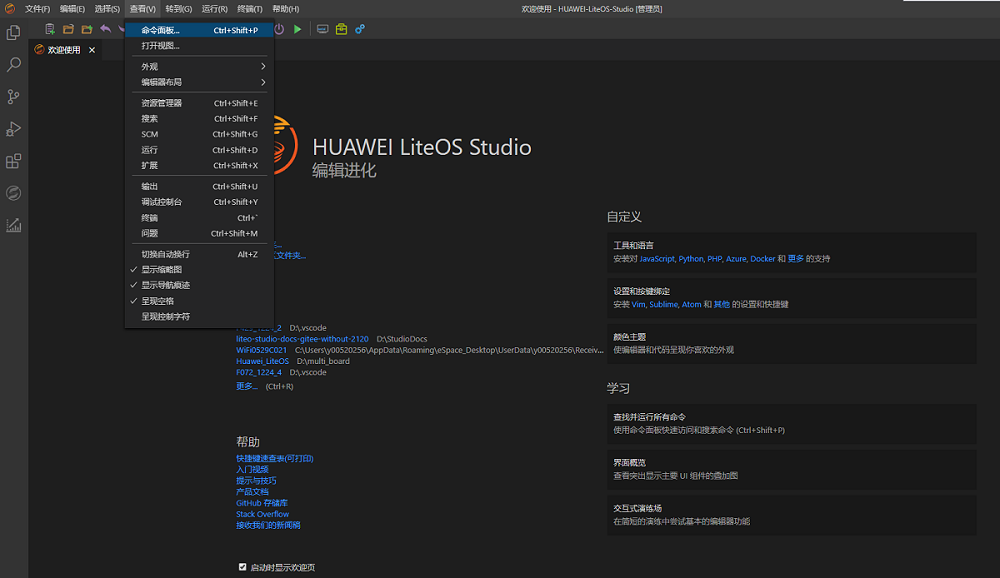 文件(F) 编辑(E) 选择(S) 查看(V) 转到(G) 运行(R) 终端(T) 帮助(H) 欢迎使用 - HUAWEI-LiteOS-Studio [管理员]
欢迎使用
命令面板... Ctrl+Shift+P
打开视图...
外观
编辑器布局
资源管理器 Ctrl+Shift+E
搜索 Ctrl+Shift+F
SCM Ctrl+Shift+G
运行 Ctrl+Shift+D
扩展 Ctrl+Shift+X
输出 Ctrl+Shift+U
调试控制台 Ctrl+Shift+Y
终端 Ctrl+`
问题 Ctrl+Shift+M
切换自动换行 Alt+Z
显示缩略图
显示导航痕迹
呈现空格
呈现控制字符
HUAWEI LiteOS Studio
编辑进化
文件夹...
D:\.vscode
liteo-studio-docs-gitee-without-2120 D:\StudioDocs
WiFi0529C021 C:\Users\y00520256\AppData\Roaming\eSpace_Desktop\UserData\y00520256\Receiv...
Huawei_LiteOS D:\multi_board
F072_1224_4 D:\.vscode
更多... (Ctrl+R)
帮助
快捷键速查表(可打印)
入门视频
提示与技巧
产品文档
GitHub 存储库
Stack Overflow
接收我们的新闻稿
自定义
工具和语言
安装对 JavaScript, Python, PHP, Azure, Docker 和 更多 的支持
设置和按键绑定
安装 Vim, Sublime, Atom 和 其他 的设置和快捷键
颜色主题
使编辑器和代码呈现你喜欢的外观
学习
查找并运行所有命令
使用命令面板快速访问和搜索命令 (Ctrl+Shift+P)
界面概览
查看突出显示主要 UI 组件的叠加图
交互式演练场
在简短的演练中尝试基本的编辑器功能
启动时显示欢迎页